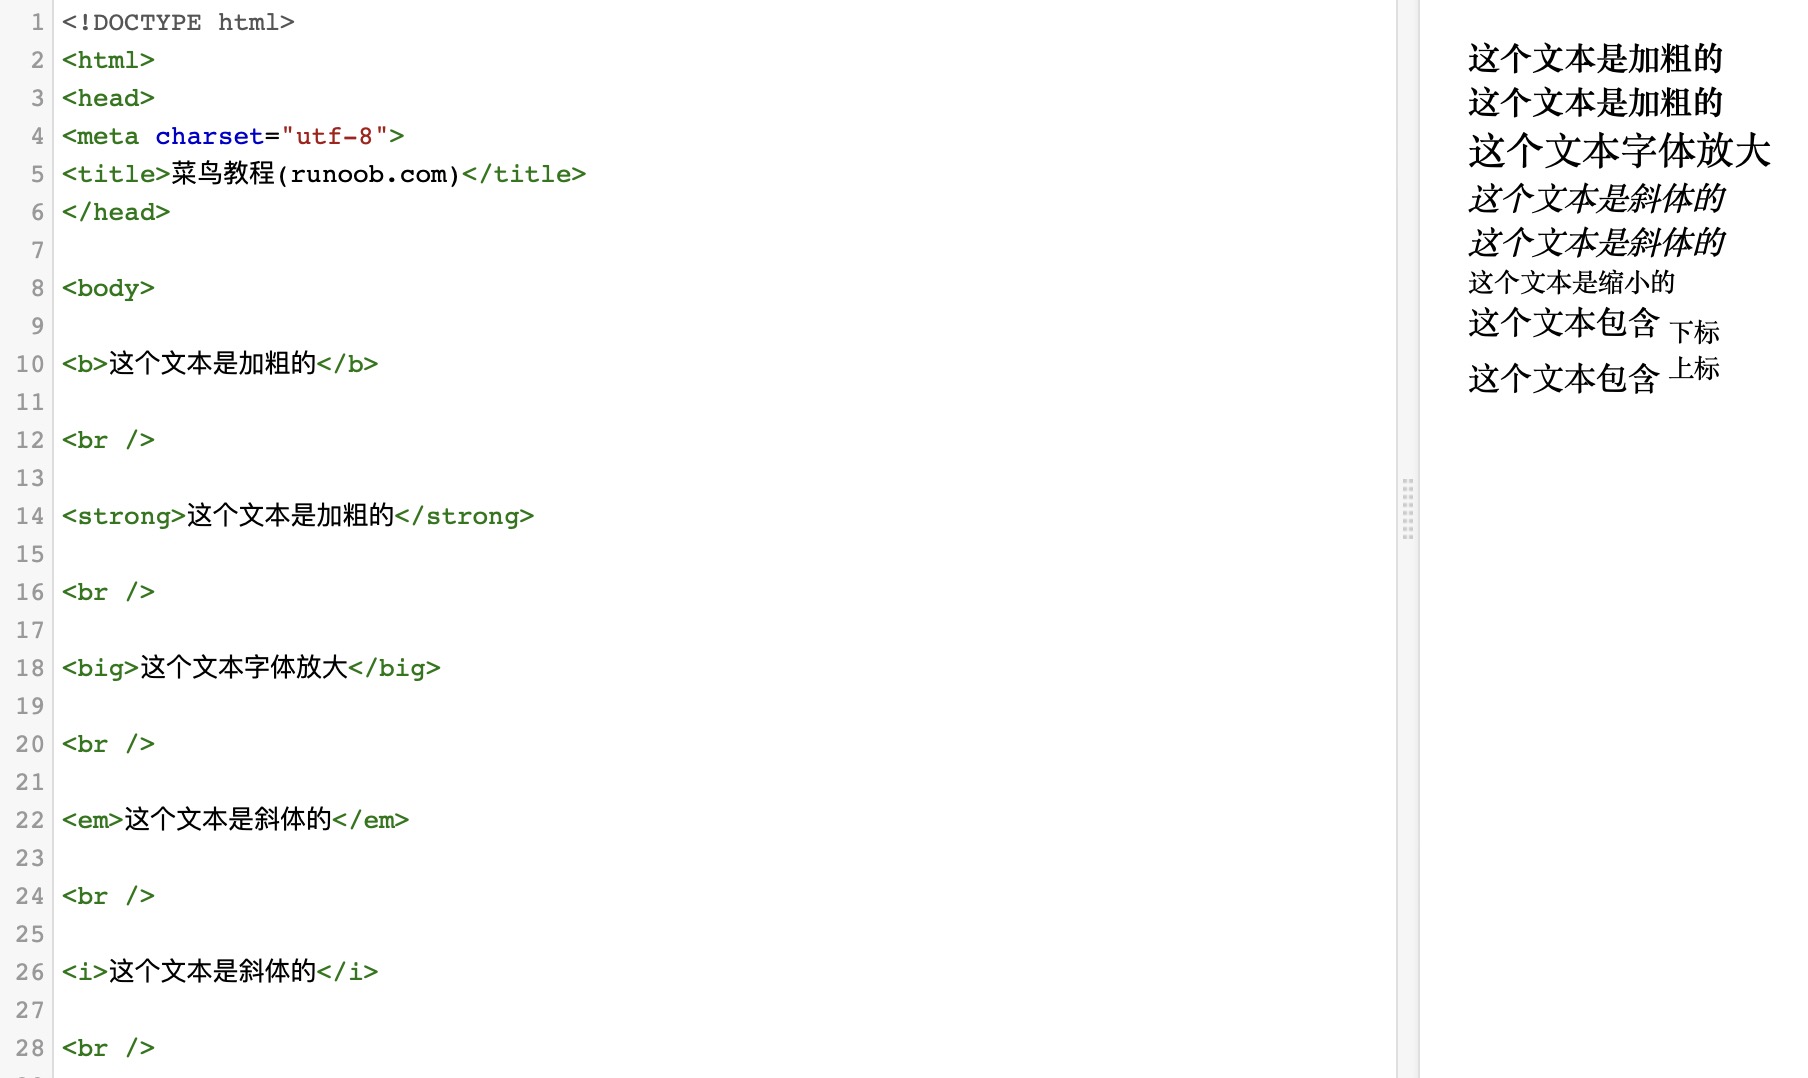 1 <!DOCTYPE html>
2 <html>
3 <head>
4 <meta charset="utf-8">
5 <title>菜鸟教程(runoob.com)</title>
6 </head>
7
8 <body>
9
10 <b>这个文本是加粗的</b>
11
12 <br />
13
14 <strong>这个文本是加粗的</strong>
15
16 <br />
17
18 <big>这个文本字体放大</big>
19
20 <br />
21
22 <em>这个文本是斜体的</em>
23
24 <br />
25
26 <i>这个文本是斜体的</i>
27
28 <br />
这个文本是加粗的
这个文本是加粗的
这个文本字体放大
这个文本是斜体的
这个文本是斜体的
这个文本是缩小的
这个文本包含 下标
这个文本包含 上标